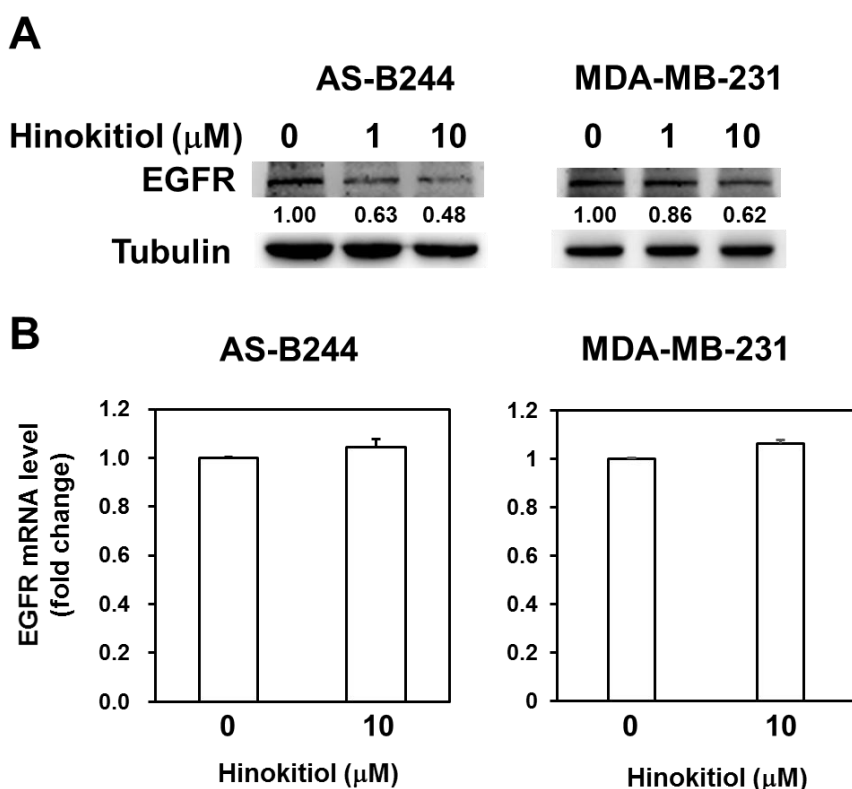 A
AS-B244 MDA-MB-231
Hinokitiol (μM) 0 1 10 0 1 10
EGFR
1.00 0.63 0.48 1.00 0.86 0.62
Tubulin
B
AS-B244 MDA-MB-231
EGFR mRNA level
(fold change)
1.2
1.0
0.8
0.6
0.4
0.2
0.0
0 10
Hinokitiol (μM)
1.2
1
0.8
0.6
0.4
0.2
0
0 10
Hinokitiol (μM)